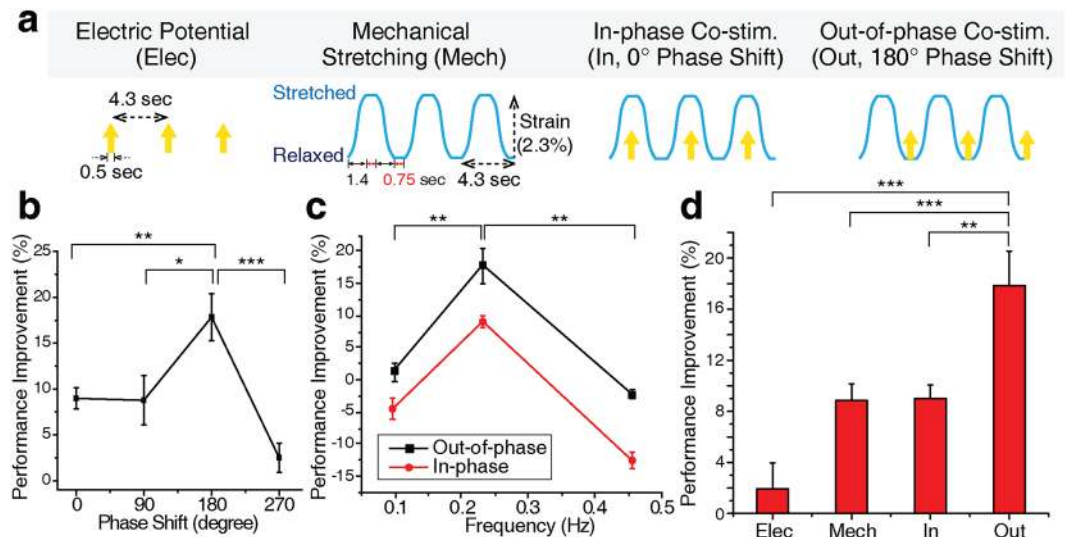 a
Electric Potential
(Elec)
Mechanical
Stretching (Mech)
In-phase Co-stim.
(In, 0° Phase Shift)
Out-of-phase Co-stim.
(Out, 180° Phase Shift)
4.3 sec
0.5 sec
Stretched
Relaxed
Strain
(2.3%)
1.4 0.75 sec
4.3 sec
b
Performance Improvement (%)
25
20
15
10
5
0
**
* ***
0 90 180 270
Phase Shift (degree)
c
Performance Improvement (%)
20
15
10
5
0
-5
-10
-15
** **
Out-of-phase
In-phase
0.1 0.2 0.3 0.4 0.5
Frequency (Hz)
d
Performance Improvement (%)
20
16
12
8
4
0
***
***
**
Elec Mech In Out